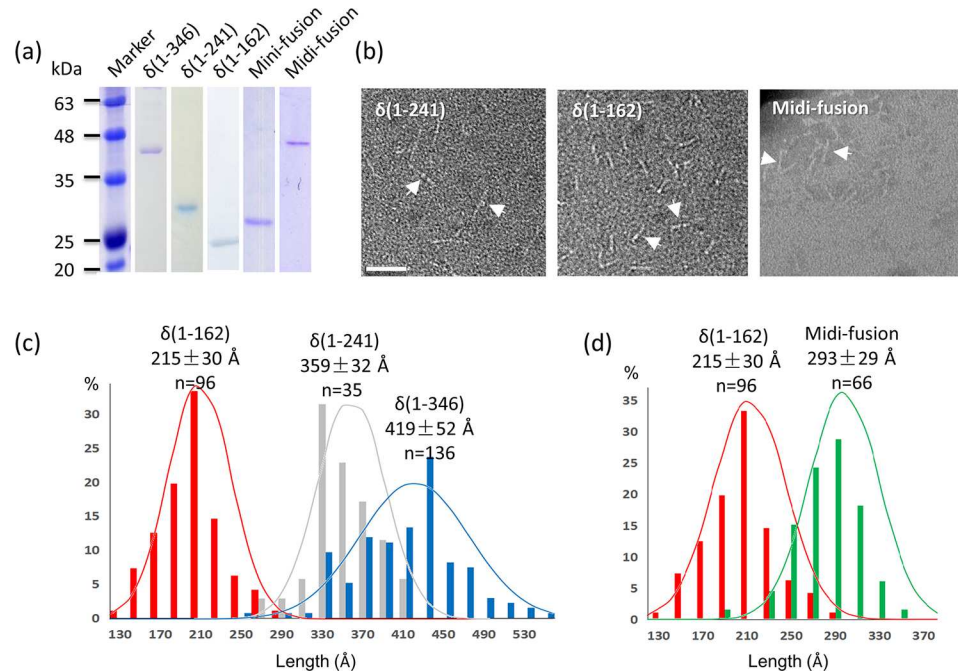 (a)
kDa
Marker
δ(1-346)
δ(1-241)
δ(1-162)
Mini-fusion
Midi-fusion
63
48
35
25
20
(b)
δ(1-241)
δ(1-162)
Midi-fusion
(c)
δ(1-162)
215±30 Å
n=96
δ(1-241)
359±32 Å
n=35
δ(1-346)
419±52 Å
n=136
%
30
25
20
15
10
5
0
130 170 210 250 290 330 370 410 450 490 530
Length (Å)
(d)
δ(1-162)
215±30 Å
n=96
Midi-fusion
293±29 Å
n=66
%
35
30
25
20
15
10
5
0
130 170 210 250 290 330 370
Length (Å)